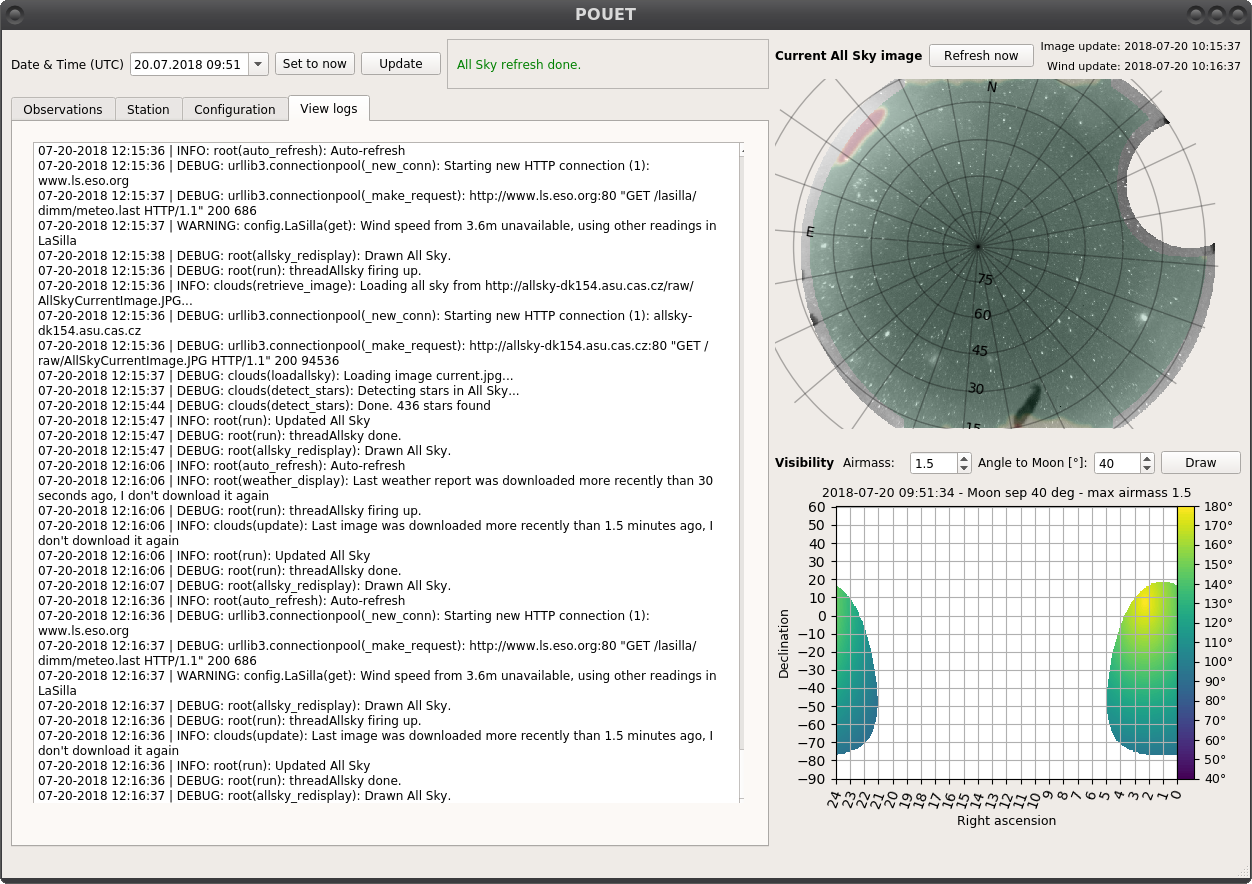 POUET
Date & Time (UTC) 20.07.2018 09:51 Set to now Update All Sky refresh done.
Observations Station Configuration View logs
07-20-2018 12:15:36 | INFO: root(auto_refresh): Auto-refresh
07-20-2018 12:15:36 | DEBUG: urllib3.connectionpool(_new_conn): Starting new HTTP connection (1):
www.ls.eso.org
07-20-2018 12:15:37 | DEBUG: urllib3.connectionpool(_make_request): http://www.ls.eso.org:80 "GET /lasilla/
dimm/meteo.last HTTP/1.1" 200 686
07-20-2018 12:15:37 | WARNING: config.LaSilla(get): Wind speed from 3.6m unavailable, using other readings in
LaSilla
07-20-2018 12:15:38 | DEBUG: root(allsky_redisplay): Drawn All Sky.
07-20-2018 12:15:36 | DEBUG: root(run): threadAllsky firing up.
07-20-2018 12:15:36 | INFO: clouds(retrieve_image): Loading all sky from http://allsky-dk154.asu.cas.cz/raw/
AllSkyCurrentImage.JPG...
07-20-2018 12:15:36 | DEBUG: urllib3.connectionpool(_new_conn): Starting new HTTP connection (1): allsky-
dk154.asu.cas.cz
07-20-2018 12:15:36 | DEBUG: urllib3.connectionpool(_make_request): http://allsky-dk154.asu.cas.cz:80 "GET /
raw/AllSkyCurrentImage.JPG HTTP/1.1" 200 94536
07-20-2018 12:15:37 | DEBUG: clouds(loadallsky): Loading image current.jpg...
07-20-2018 12:15:37 | DEBUG: clouds(detect_stars): Detecting stars in All Sky...
07-20-2018 12:15:44 | DEBUG: clouds(detect_stars): Done. 436 stars found
07-20-2018 12:15:47 | INFO: root(run): Updated All Sky
07-20-2018 12:15:47 | DEBUG: root(run): threadAllsky done.
07-20-2018 12:15:47 | DEBUG: root(allsky_redisplay): Drawn All Sky.
07-20-2018 12:16:06 | INFO: root(auto_refresh): Auto-refresh
07-20-2018 12:16:06 | INFO: root(weather_display): Last weather report was downloaded more recently than 30
seconds ago, I don't download it again
07-20-2018 12:16:06 | DEBUG: root(run): threadAllsky firing up.
07-20-2018 12:16:06 | INFO: clouds(update): Last image was downloaded more recently than 1.5 minutes ago, I
don't download it again
07-20-2018 12:16:06 | INFO: root(run): Updated All Sky
07-20-2018 12:16:06 | DEBUG: root(run): threadAllsky done.
07-20-2018 12:16:07 | DEBUG: root(allsky_redisplay): Drawn All Sky.
07-20-2018 12:16:36 | INFO: root(auto_refresh): Auto-refresh
07-20-2018 12:16:36 | DEBUG: urllib3.connectionpool(_new_conn): Starting new HTTP connection (1):
www.ls.eso.org
07-20-2018 12:16:37 | DEBUG: urllib3.connectionpool(_make_request): http://www.ls.eso.org:80 "GET /lasilla/
dimm/meteo.last HTTP/1.1" 200 686
07-20-2018 12:16:37 | WARNING: config.LaSilla(get): Wind speed from 3.6m unavailable, using other readings in
LaSilla
07-20-2018 12:16:37 | DEBUG: root(allsky_redisplay): Drawn All Sky.
07-20-2018 12:16:36 | DEBUG: root(run): threadAllsky firing up.
07-20-2018 12:16:36 | INFO: clouds(update): Last image was downloaded more recently than 1.5 minutes ago, I
don't download it again
07-20-2018 12:16:36 | INFO: root(run): Updated All Sky
07-20-2018 12:16:36 | DEBUG: root(run): threadAllsky done.
07-20-2018 12:16:37 | DEBUG: root(allsky_redisplay): Drawn All Sky.
Current All Sky image Refresh now
Image update: 2018-07-20 10:15:37
Wind update: 2018-07-20 10:16:37
N
E
75
60
45
30
15
Visibility Airmass: 1.5 Angle to Moon [°]: 40 Draw
2018-07-20 09:51:34 - Moon sep 40 deg - max airmass 1.5
Declination
60
50
40
30
20
10
0
−10
−20
−30
−40
−50
−60
−70
−80
−90
24 23 22 21 20 19 18 17 16 15 14 13 12 11 10 9 8 7 6 5 4 3 2 1 0
Right ascension
180°
170°
160°
150°
140°
130°
120°
110°
100°
90°
80°
70°
60°
50°
40°